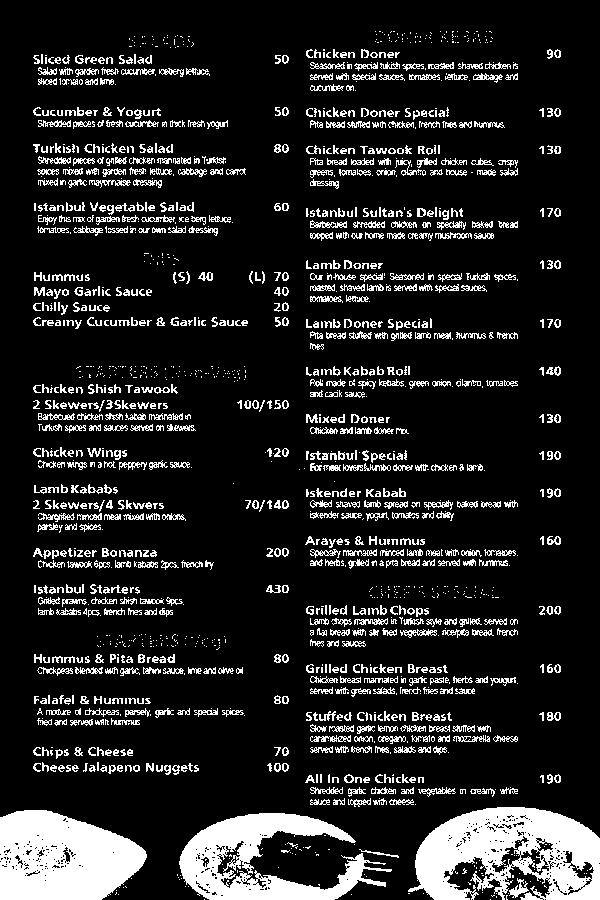 SALADS
Sliced Green Salad 50
Salad with garden fresh cucumber, iceberg lettuce,
sliced tomato and lime.
Cucumber & Yogurt 50
Shredded pieces of fresh cucumber in thick fresh yogurt
Turkish Chicken Salad 80
Shredded pieces of grilled chicken marinated in Turkish
spices mixed with garden fresh lettuce, cabbage and carrot
mixed in garlic mayonnaise dressing
Istanbul Vegetable Salad 60
Enjoy this mix of garden fresh cucumber, ice berg lettuce,
tomatoes, cabbage tossed in our own salad dressing
DIPS
Hummus (S) 40 (L) 70
Mayo Garlic Sauce 40
Chilly Sauce 20
Creamy Cucumber & Garlic Sauce 50
STARTERS (Non-Veg)
Chicken Shish Tawook
2 Skewers/3Skewers 100/150
Barbecued chicken shish kabab marinated in
Turkish spices and sauces served on skewers.
Chicken Wings 120
Chicken wings in a hot, peppery garlic sauce.
Lamb Kababs
2 Skewers/4 Skwers 70/140
Chargrilled minced meat mixed with onions,
parsley and spices.
Appetizer Bonanza 200
Chicken tawook 6pcs, lamb kababs 2pcs, french fry
Istanbul Starters 430
Grilled prawns, chicken shish tawook 9pcs,
lamb kababs 4pcs, french fries and dips
STARTERS (Veg)
Hummus & Pita Bread 80
Chickpeas blended with garlic, tahini sauce, lime and olive oil
Falafel & Hummus 80
A mixture of chickpeas, parsely, garlic and special spices,
fried and served with hummus
Chips & Cheese 70
Cheese Jalapeno Nuggets 100
DONER KEBAB
Chicken Doner 90
Seasoned in special tukish spices, roasted shaved chicken is
served with special sauces, tomatoes, lettuce, cabbage and
cucumber on.
Chicken Doner Special 130
Pita bread stuffed with chicken, french fries and hummus.
Chicken Tawook Roll 130
Pita bread loaded with juicy, grilled chicken cubes, crispy
greens, tomatoes, onion, cilantro and house - made salad
dressing
Istanbul Sultan's Delight 170
Barbecued shredded chicken on specially baked bread
topped with our home made creamy mushroom sauce
Lamb Doner 130
Our in-house special! Seasoned in special Turkish spices,
roasted, shaved lamb is served with special sauces,
tomatoes, lettuce.
Lamb Doner Special 170
Pita bread stuffed with grilled lamb meat, hummus & french
fries
Lamb Kabab Roll 140
Roll made of spicy kebabs, green onion, cilantro, tomatoes
and cacik sauce.
Mixed Doner 130
Chicken and lamb doner mix.
Istanbul Special 190
For meat lovers!Jumbo doner with chicken & lamb.
Iskender Kabab 190
Grilled shaved lamb spread on specially baked bread with
iskender sauce, yogurt, tomatos and chilly
Arayes & Hummus 160
Specialty marinated minced lamb meat with onion, tomatoes,
and herbs, grilled in a pita bread and served with hummus.
CHEF'S SPECIAL
Grilled Lamb Chops 200
Lamb chops marinated in Turkish style and grilled, served on
a flat bread with stir fried vegetables, rice/pita bread, french
fries and sauces
Grilled Chicken Breast 160
Chicken breast marinated in garlic paste, herbs and yougurt,
served with green salads, french fries and sauce
Stuffed Chicken Breast 180
Slow roasted garlic lemon chicken breast stuffed with
caramelized onion, oregano, tomato and mozzarella cheese
served with french fries, salads and dips.
All In One Chicken 190
Shredded garlic chicken and vegetables in creamy white
sauce and topped with cheese.